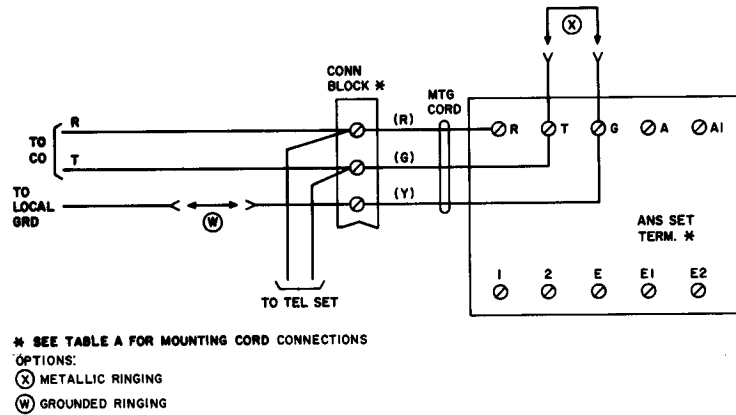 X
CONN
BLOCK *
MTG
CORD
R
(R)
R T G A A1
TO
CO
T
(G)
TO
LOCAL
GRD
(Y)
W
ANS SET
TERM. *
1 2 E E1 E2
TO TEL SET
* SEE TABLE A FOR MOUNTING CORD CONNECTIONS
OPTIONS:
X METALLIC RINGING
W GROUNDED RINGING